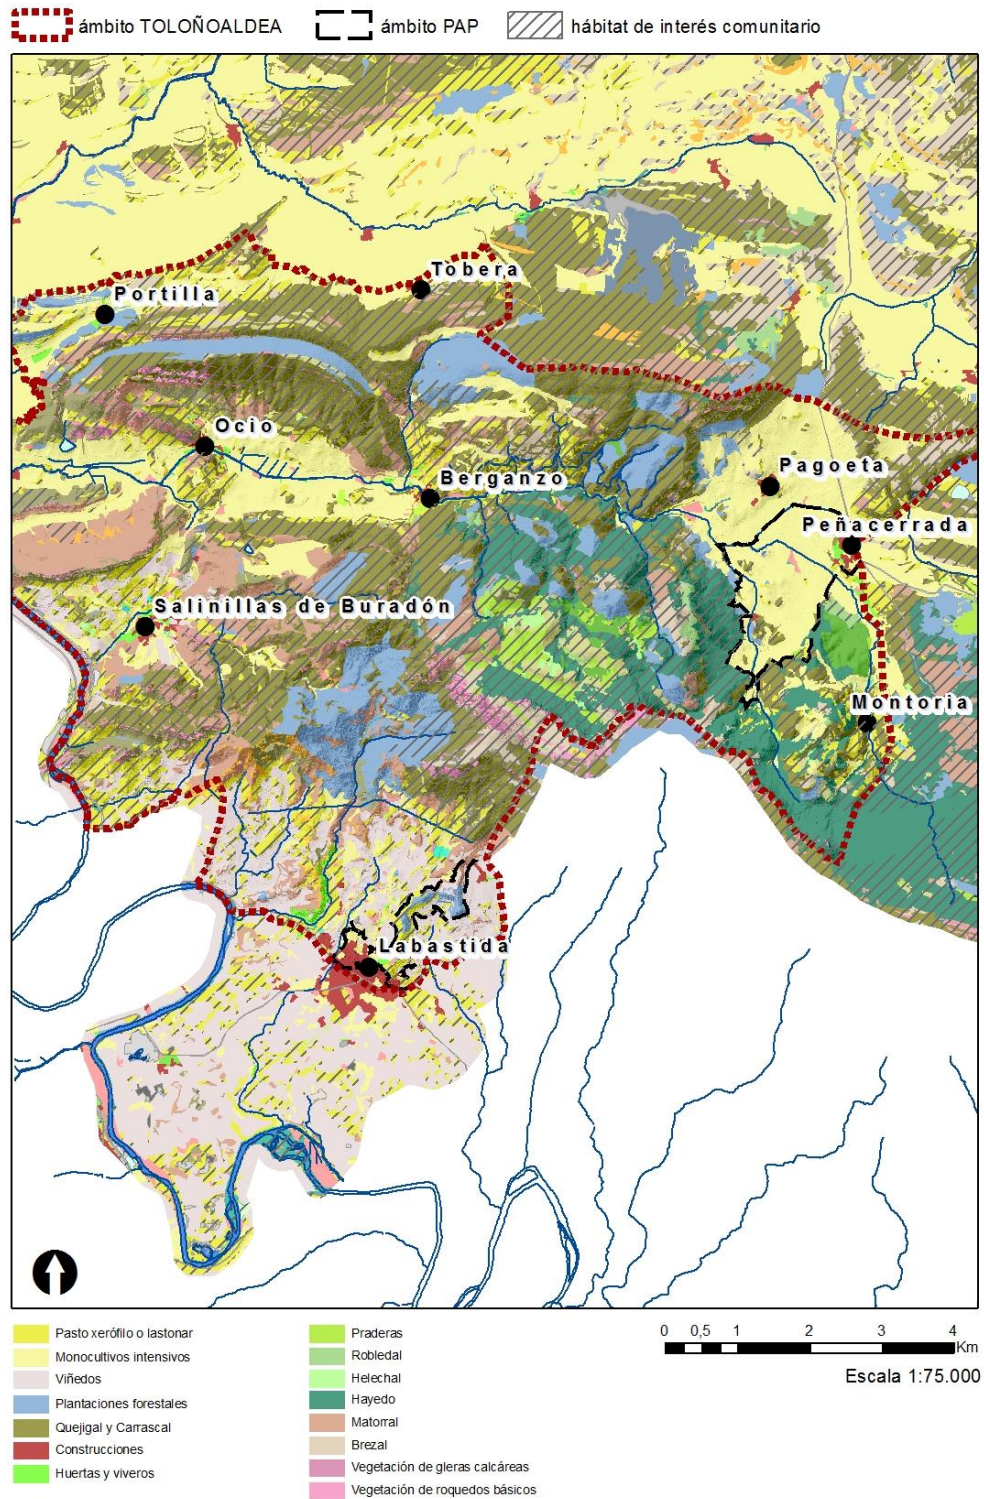 ámbito TOLOÑOALDEA ámbito PAP hábitat de interés comunitario
Tobera
Portilla
Ocio
Pagoeta
Berganzo
Peñacerrada
Salinillas de Buradón
Montoria
Labastida
Pasto xerófilo o lastonar
Monocultivos intensivos
Viñedos
Plantaciones forestales
Quejigal y Carrascal
Construcciones
Huertas y viveros
Praderas
Robledal
Helechal
Hayedo
Matorral
Brezal
Vegetación de gleras calcáreas
Vegetación de roquedos básicos
0 0,5 1 2 3 4
Km
Escala 1:75.000